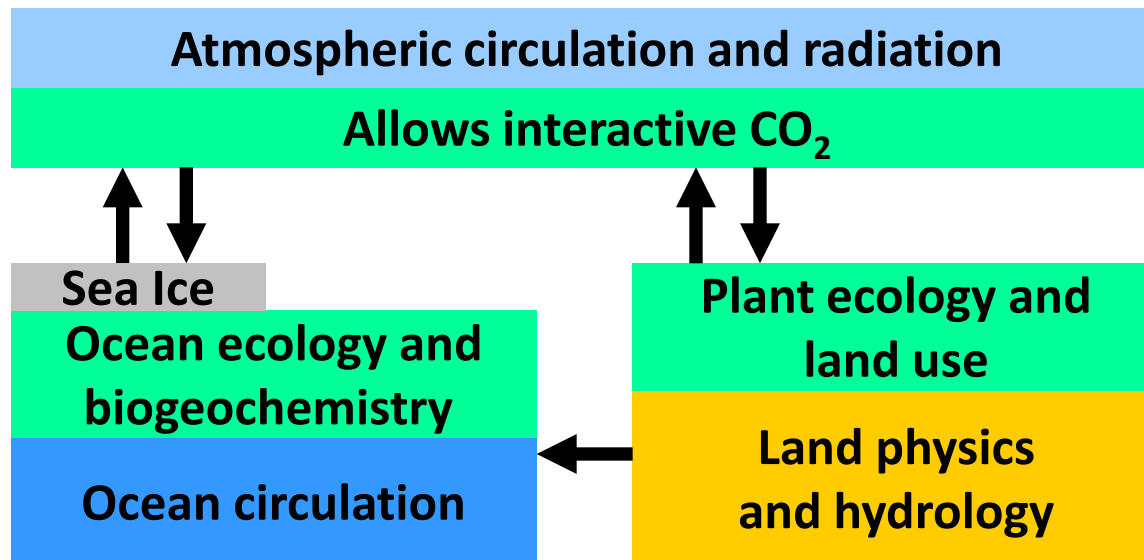 Atmospheric circulation and radiation
Allows interactive CO₂
Sea Ice
Ocean ecology and
biogeochemistry
Ocean circulation
Plant ecology and
land use
Land physics
and hydrology